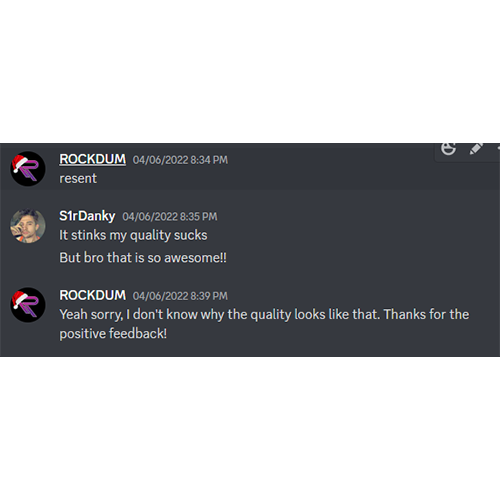 ROCKDUM 04/06/2022 8:34 PM
resent
S1rDanky 04/06/2022 8:35 PM
It stinks my quality sucks
But bro that is so awesome!!
ROCKDUM 04/06/2022 8:39 PM
Yeah sorry, I don't know why the quality looks like that. Thanks for the
positive feedback!